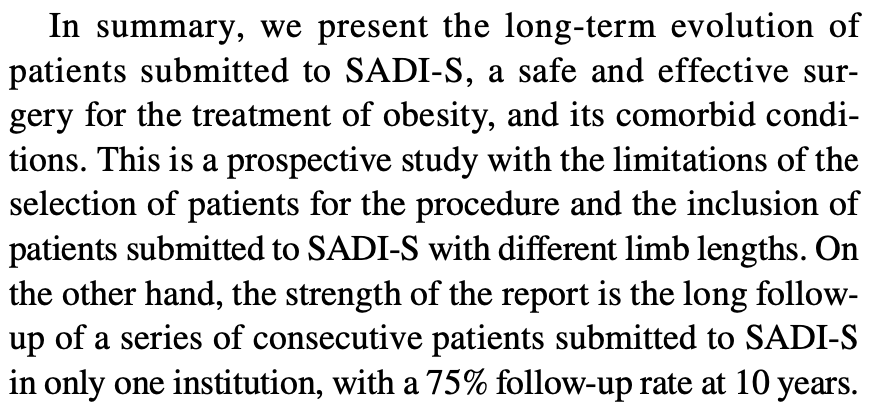 In summary, we present the long-term evolution of
patients submitted to SADI-S, a safe and effective sur-
gery for the treatment of obesity, and its comorbid condi-
tions. This is a prospective study with the limitations of the
selection of patients for the procedure and the inclusion of
patients submitted to SADI-S with different limb lengths. On
the other hand, the strength of the report is the long follow-
up of a series of consecutive patients submitted to SADI-S
in only one institution, with a 75% follow-up rate at 10 years.